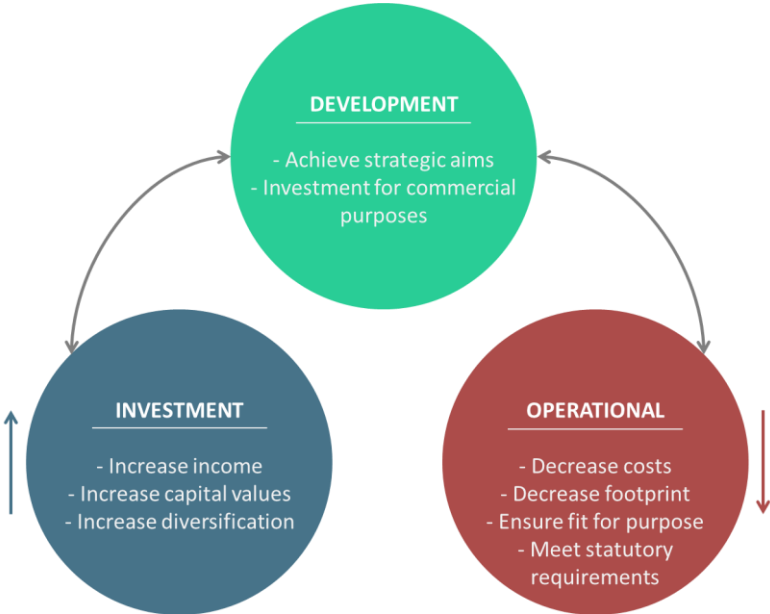 DEVELOPMENT
- Achieve strategic aims
- Investment for commercial
purposes
INVESTMENT
- Increase income
- Increase capital values
- Increase diversification
OPERATIONAL
- Decrease costs
- Decrease footprint
- Ensure fit for purpose
- Meet statutory
requirements